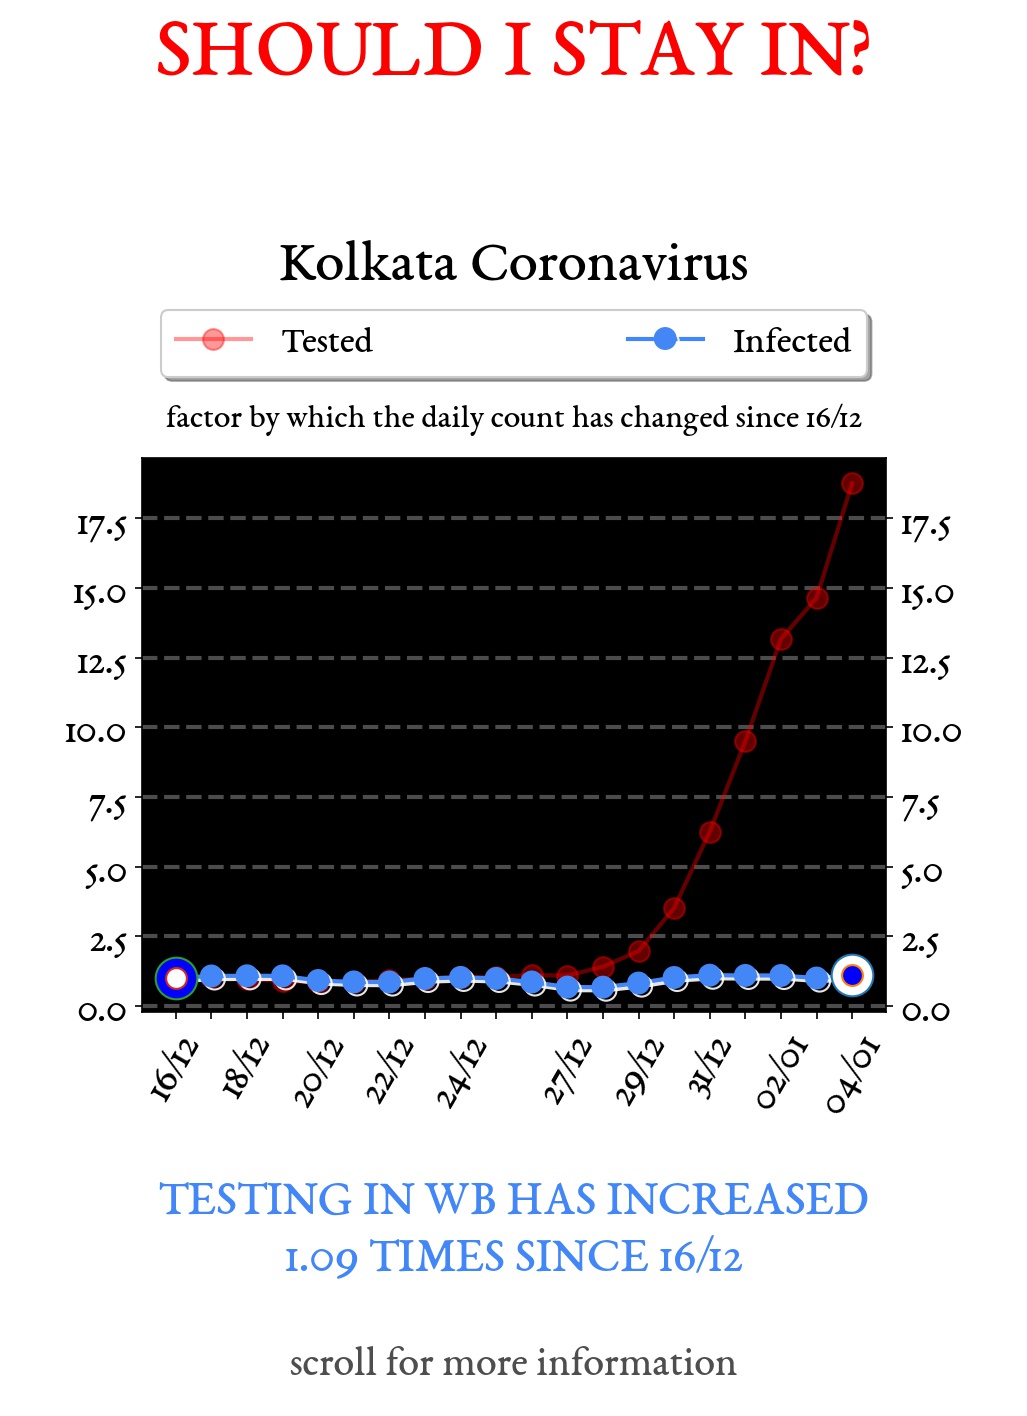 SHOULD I STAY IN?
Kolkata Coronavirus
Tested Infected
factor by which the daily count has changed since 16/12
17.5 17.5
15.0 15.0
12.5 12.5
10.0 10.0
7.5 7.5
5.0 5.0
2.5 2.5
0.0 0.0
16/12 18/12 20/12 22/12 24/12 27/12 29/12 31/12 02/01 04/01
TESTING IN WB HAS INCREASED
1.09 TIMES SINCE 16/12
scroll for more information